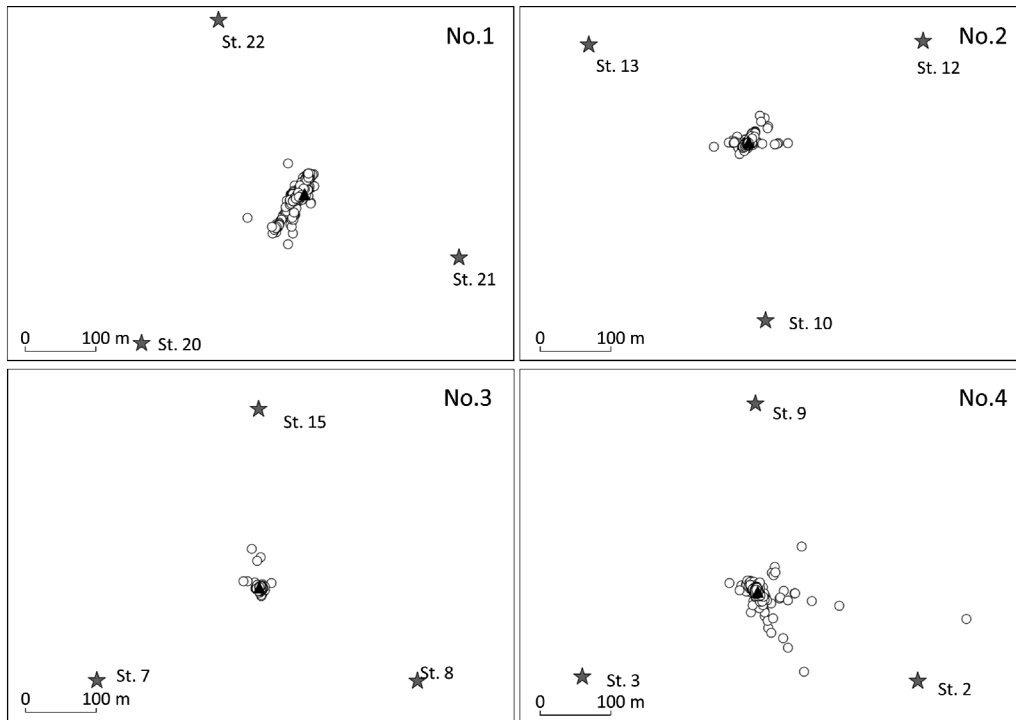 No.1
St. 22
St. 21
St. 20
0 100 m
No.2
St. 13
St. 12
St. 10
0 100 m
No.3
St. 15
St. 7
St. 8
0 100 m
No.4
St. 9
St. 3
St. 2
0 100 m